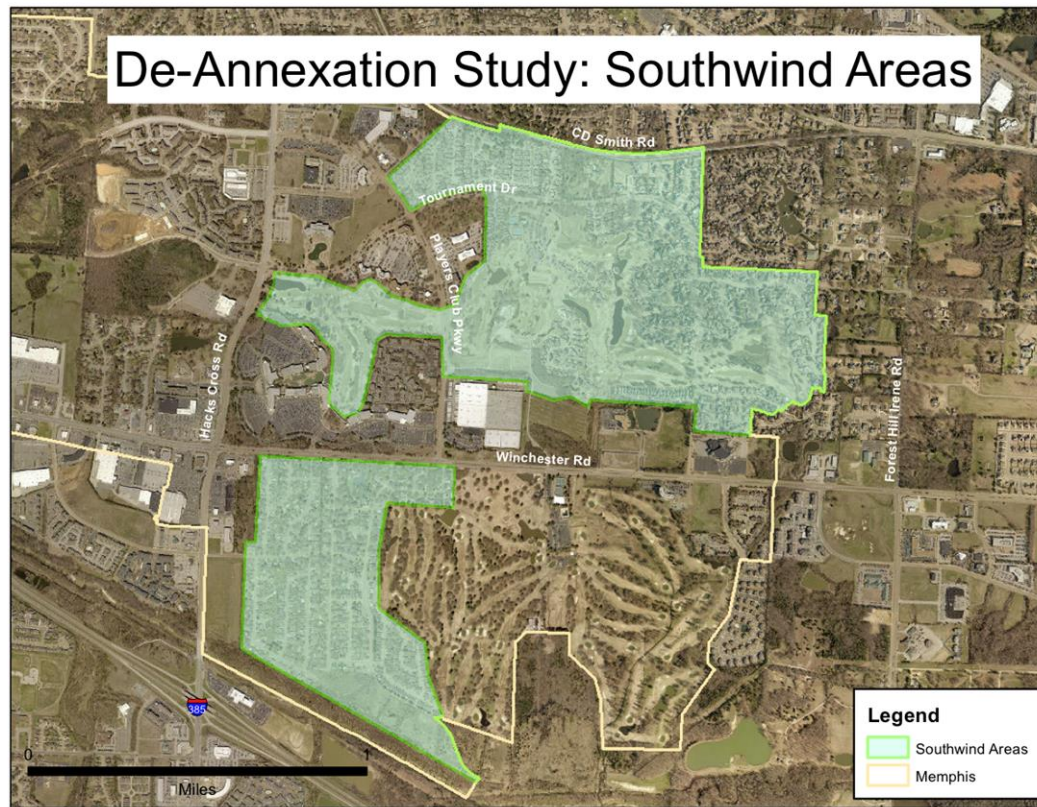 De-Annexation Study: Southwind Areas
CD Smith Rd
Tournament Dr
Players Club Pkwy
Hacks Cross Rd
Forest Hill Irene Rd
Winchester Rd
385
0 1
Miles
Legend
Southwind Areas
Memphis